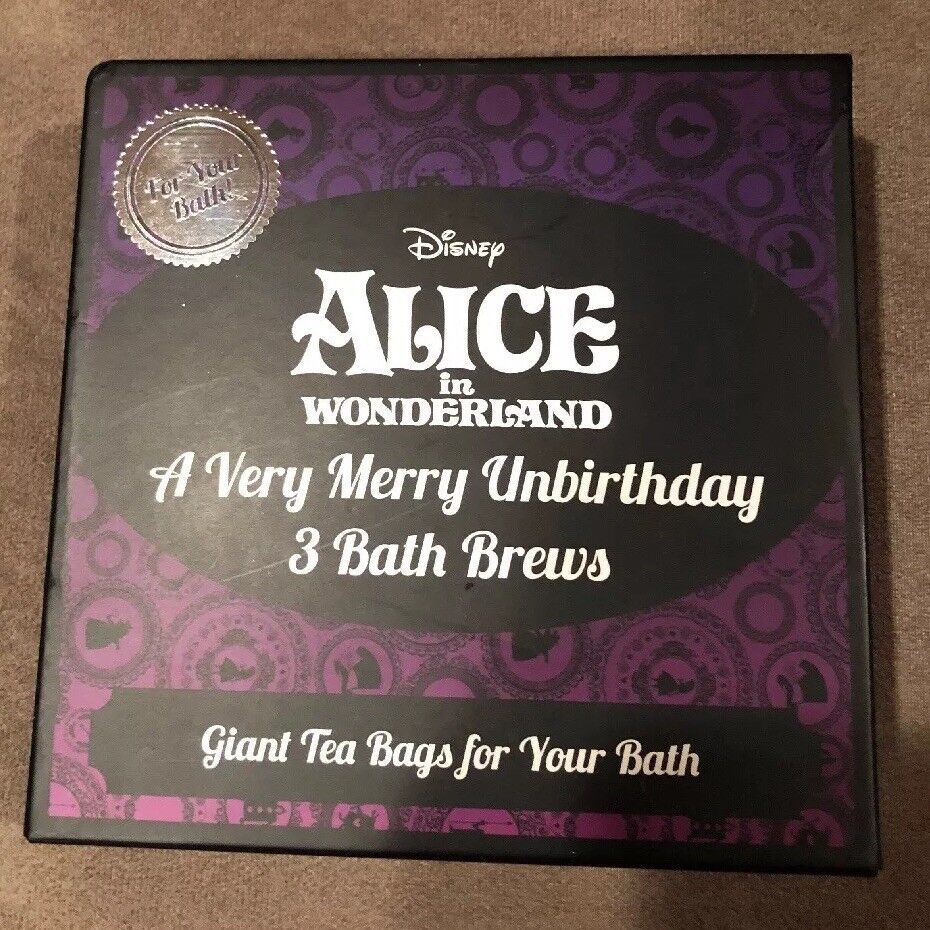 For Your
Bath!
Disney
ALICE
in
WONDERLAND
A Very Merry Unbirthday
3 Bath Brews
Giant Tea Bags for Your Bath